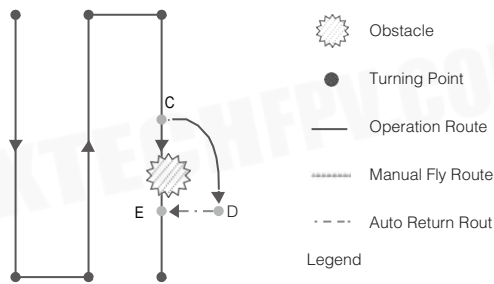 C
E
D
Obstacle
Turning Point
Operation Route
Manual Fly Route
Auto Return Rout
Legend